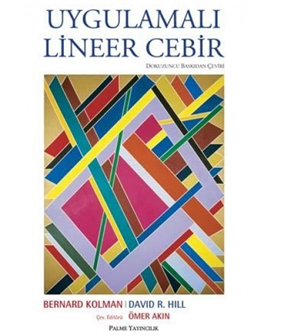 UYGULAMALI
LİNEER CEBİR
DOKUZUNCU BASKIDAN ÇEVİRİ
BERNARD KOLMAN | DAVID R. HILL
Çev. Editörü ÖMER AKIN
PALME YAYINCILIK